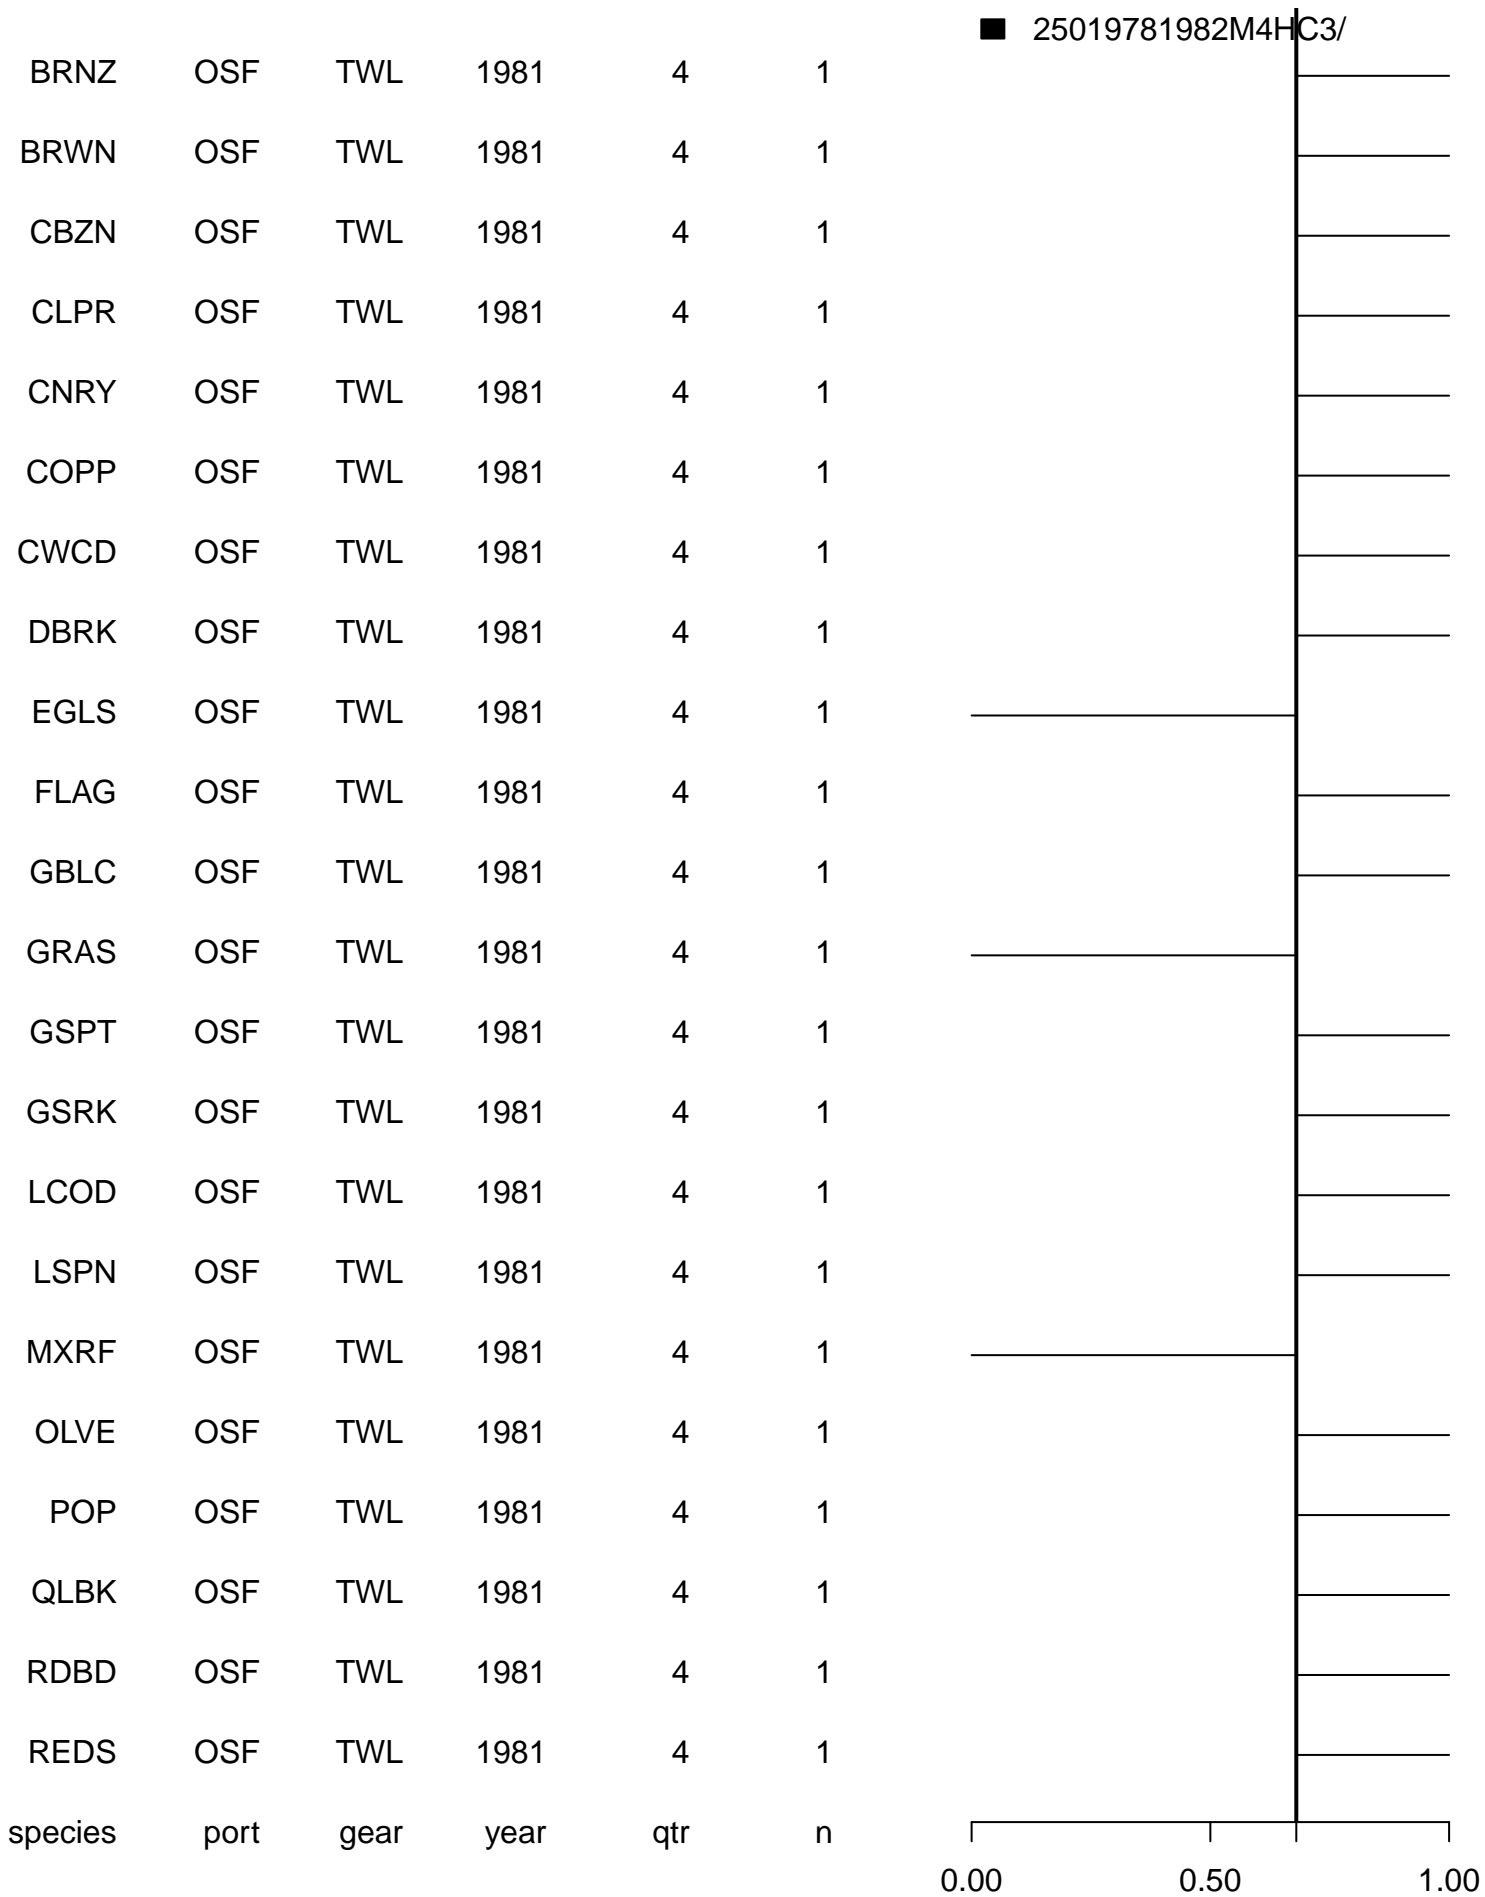 25019781982M4HC3/
BRNZ OSF TWL 1981 4 1
BRWN OSF TWL 1981 4 1
CBZN OSF TWL 1981 4 1
CLPR OSF TWL 1981 4 1
CNRY OSF TWL 1981 4 1
COPP OSF TWL 1981 4 1
CWCD OSF TWL 1981 4 1
DBRK OSF TWL 1981 4 1
EGLS OSF TWL 1981 4 1
FLAG OSF TWL 1981 4 1
GBLC OSF TWL 1981 4 1
GRAS OSF TWL 1981 4 1
GSPT OSF TWL 1981 4 1
GSRK OSF TWL 1981 4 1
LCOD OSF TWL 1981 4 1
LSPN OSF TWL 1981 4 1
MXRF OSF TWL 1981 4 1
OLVE OSF TWL 1981 4 1
POP OSF TWL 1981 4 1
QLBK OSF TWL 1981 4 1
RDBD OSF TWL 1981 4 1
REDS OSF TWL 1981 4 1
species port gear year qtr n
0.00 0.50 1.00